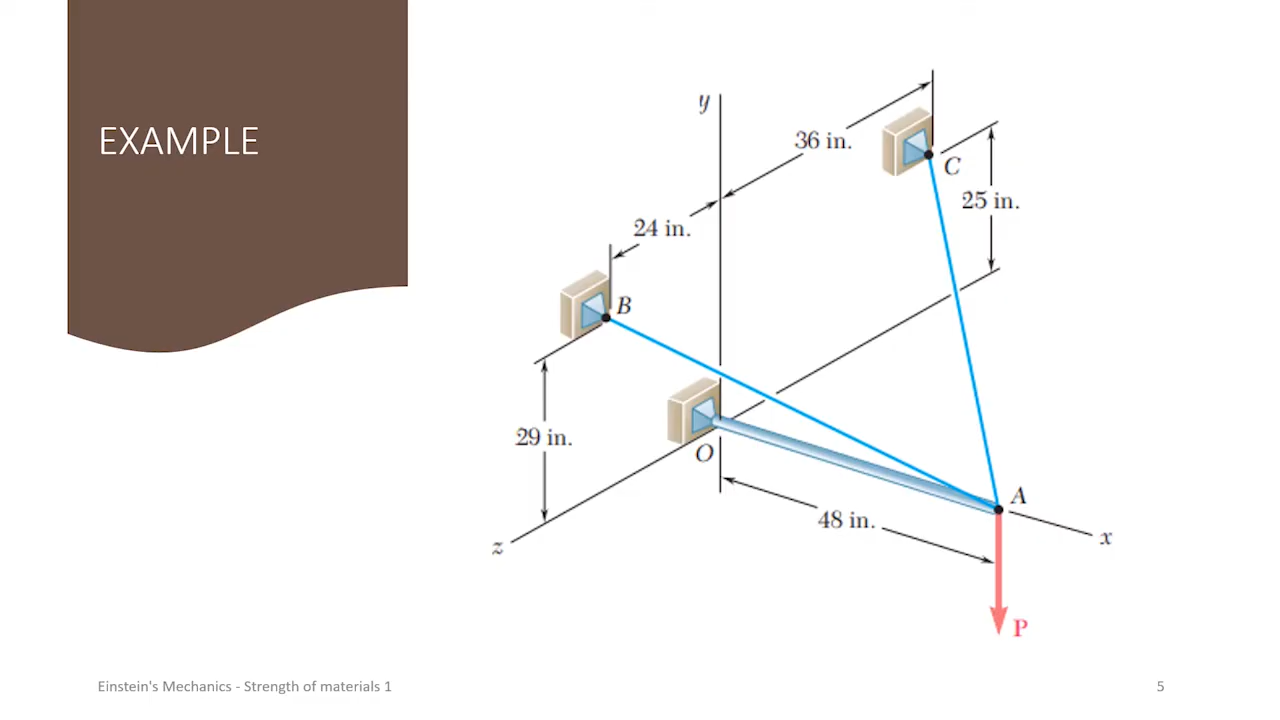 EXAMPLE
y
36 in.
C
25 in.
24 in.
B
29 in.
O
A
48 in.
x
z
P
Einstein's Mechanics - Strength of materials 1
5